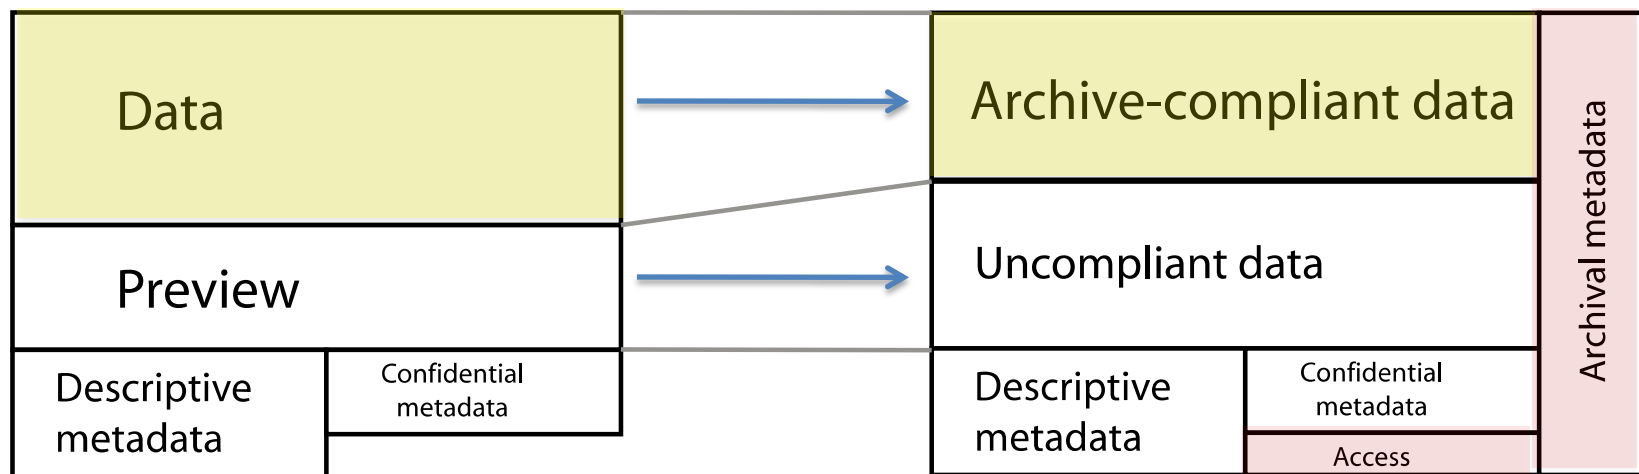 Data
Preview
Descriptive
metadata
Confidential
metadata
Archive-compliant data
Uncompliant data
Descriptive
metadata
Confidential
metadata
Access
Archival metadata